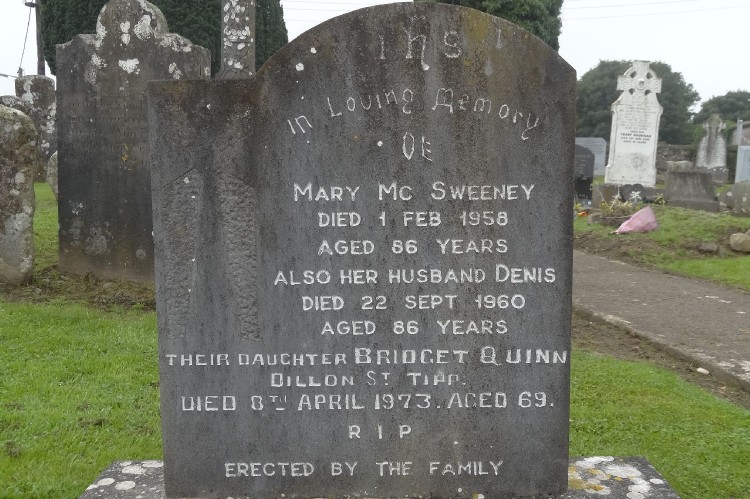 IHS
In Loving Memory
OF
MARY MC SWEENEY
DIED 1 FEB 1958
AGED 86 YEARS
ALSO HER HUSBAND DENIS
DIED 22 SEPT 1960
AGED 86 YEARS
THEIR DAUGHTER BRIDGET QUINN
DILLON ST. TIPP.
DIED 8TH APRIL 1973. AGED 69.
R I P
ERECTED BY THE FAMILY